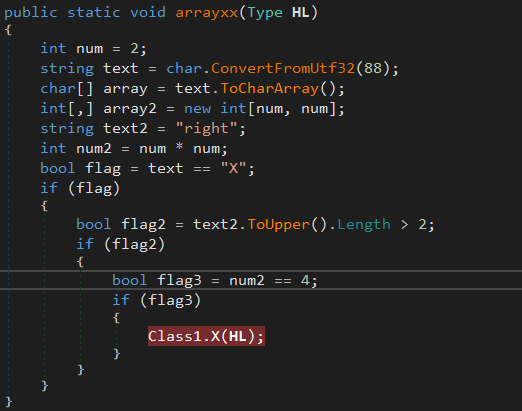 public static void arrayxx(Type HL)
{
    int num = 2;
    string text = char.ConvertFromUtf32(88);
    char[] array = text.ToCharArray();
    int[,] array2 = new int[num, num];
    string text2 = "right";
    int num2 = num * num;
    bool flag = text == "X";
    if (flag)
    {
        bool flag2 = text2.ToUpper().Length > 2;
        if (flag2)
        {
            bool flag3 = num2 == 4;
            if (flag3)
            {
                Class1.X(HL);
            }
        }
    }
}